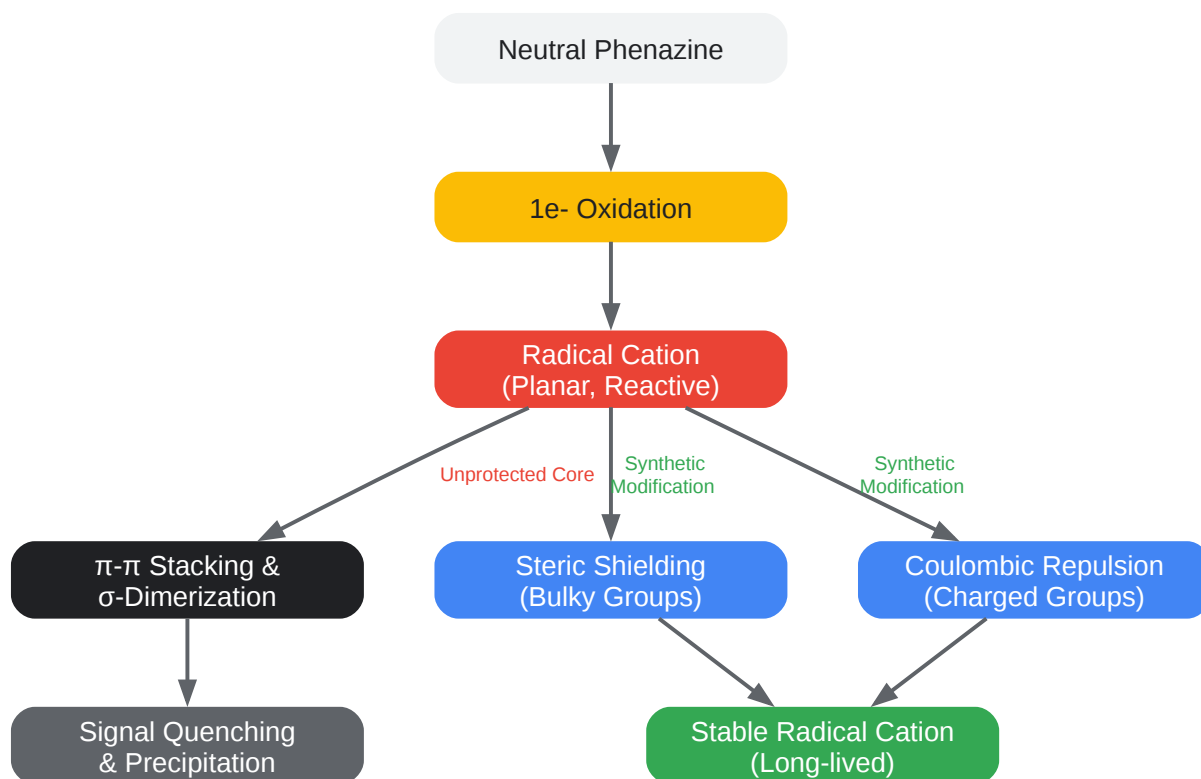 Neutral Phenazine
1e- Oxidation
Radical Cation
(Planar, Reactive)
Unprotected Core
Synthetic
Modification
Synthetic
Modification
π-π Stacking &
σ-Dimerization
Steric Shielding
(Bulky Groups)
Coulombic Repulsion
(Charged Groups)
Signal Quenching
& Precipitation
Stable Radical Cation
(Long-lived)